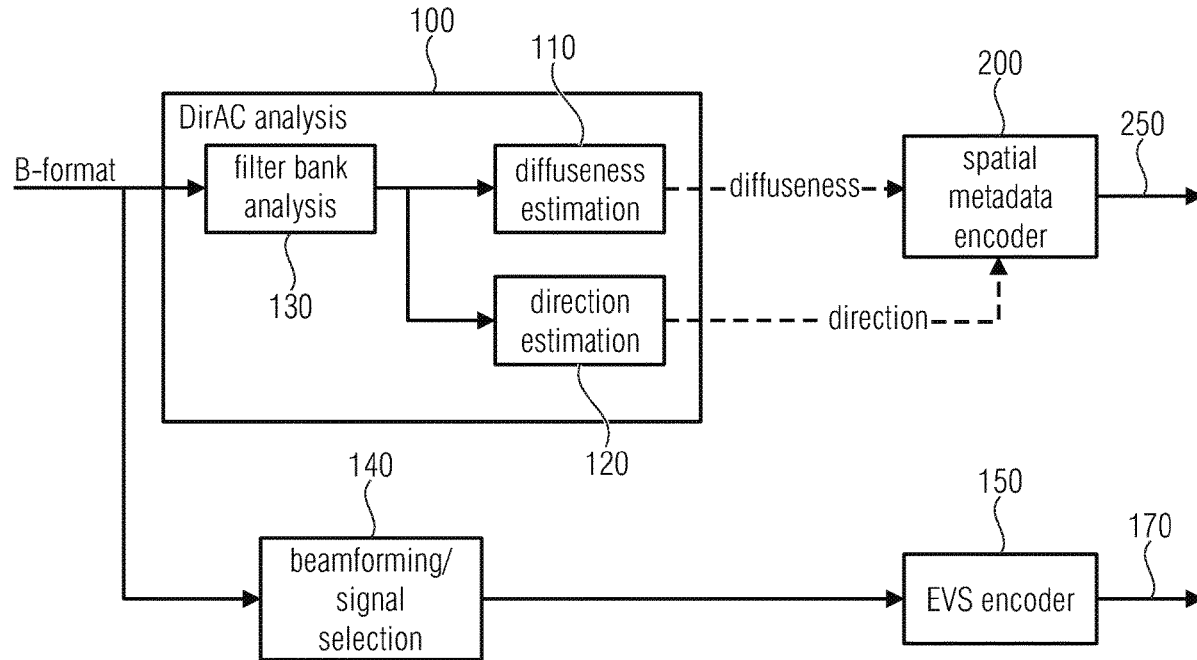 100
110
200
250
DirAC analysis
B-format
filter bank
analysis
diffuseness
estimation
diffuseness
spatial
metadata
encoder
130
direction
estimation
direction
120
140
150
170
beamforming/
signal
selection
EVS encoder